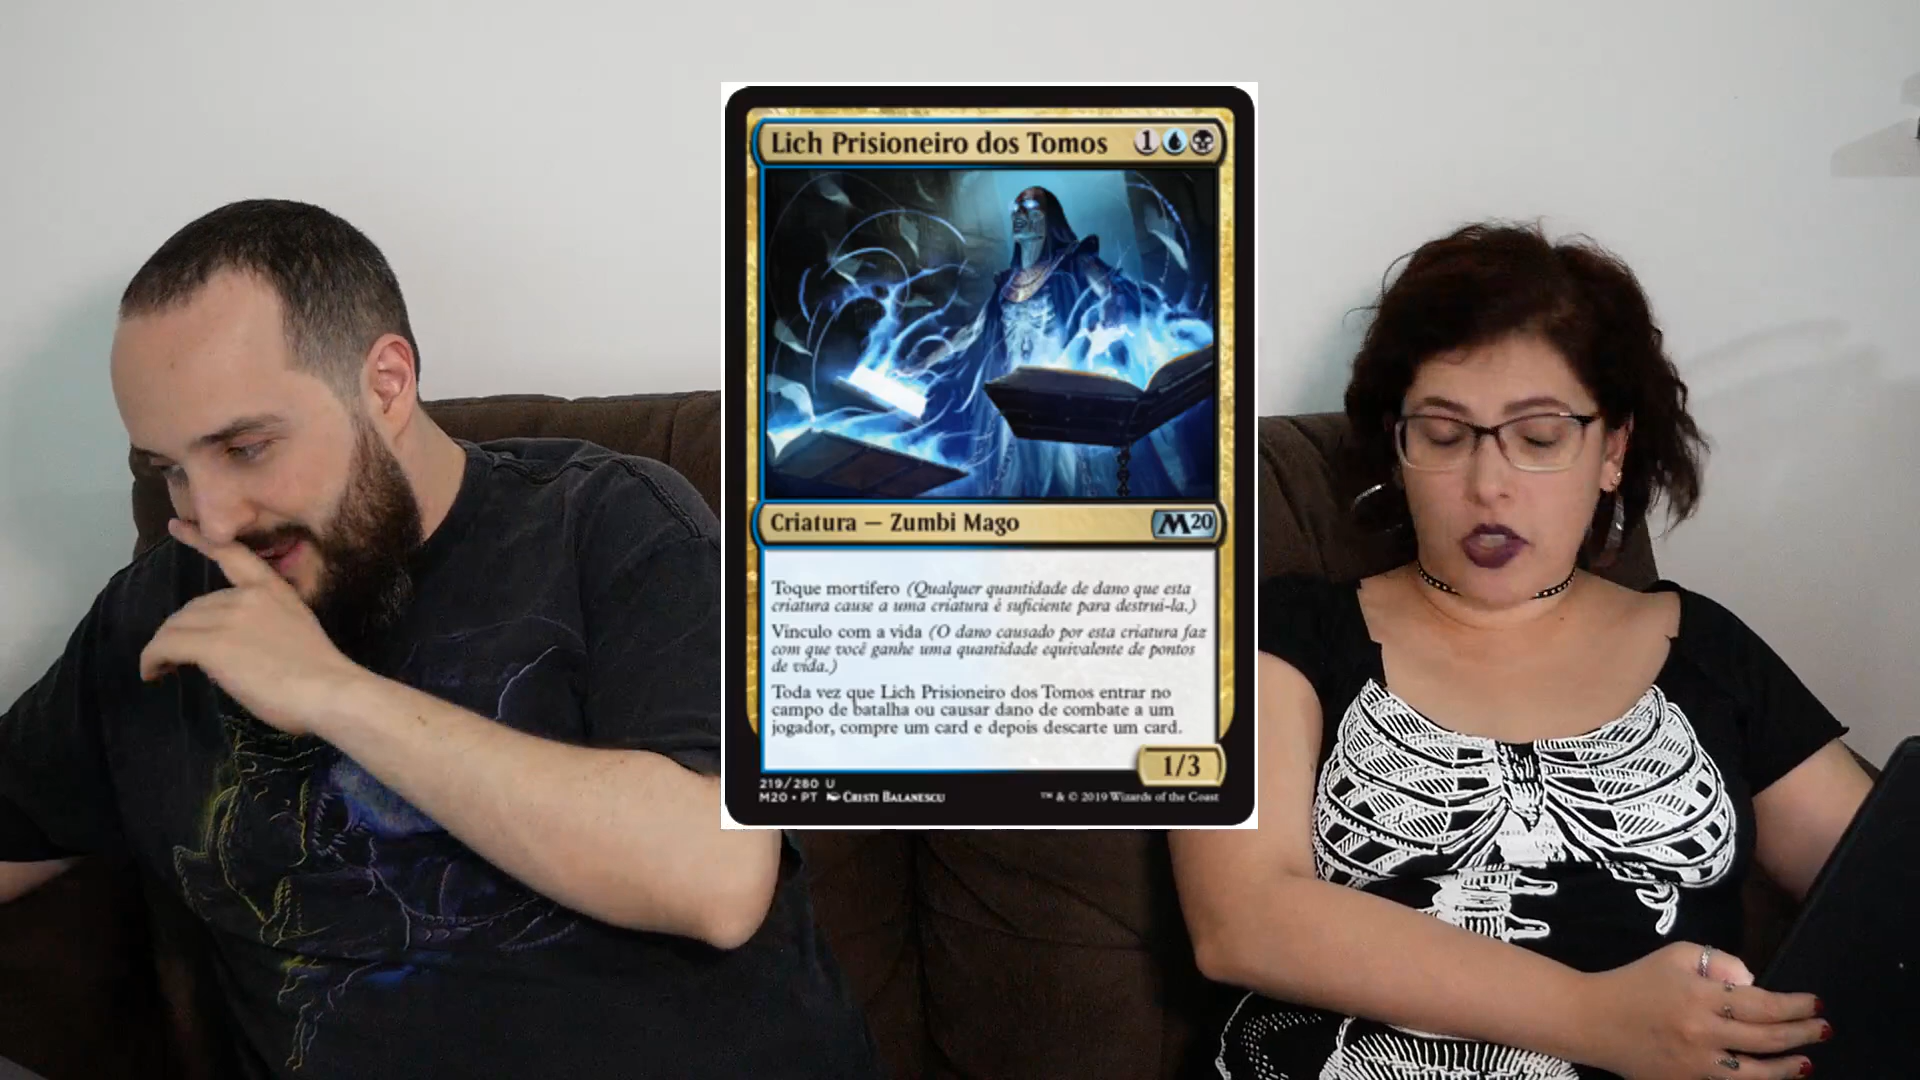 Lich Prisioneiro dos Tomos 1
Criatura — Zumbi Mago M20
Toque mortífero (Qualquer quantidade de dano que esta
criatura cause a uma criatura é suficiente para destruí-la.)
Vínculo com a vida (O dano causado por esta criatura faz
com que você ganhe uma quantidade equivalente de pontos
de vida.)
Toda vez que Lich Prisioneiro dos Tomos entrar no
campo de batalha ou causar dano de combate a um
jogador, compre um card e depois descarte um card.
1/3
219/280 U
M20 • PT Cristi Balanescu ™ & © 2019 Wizards of the Coast